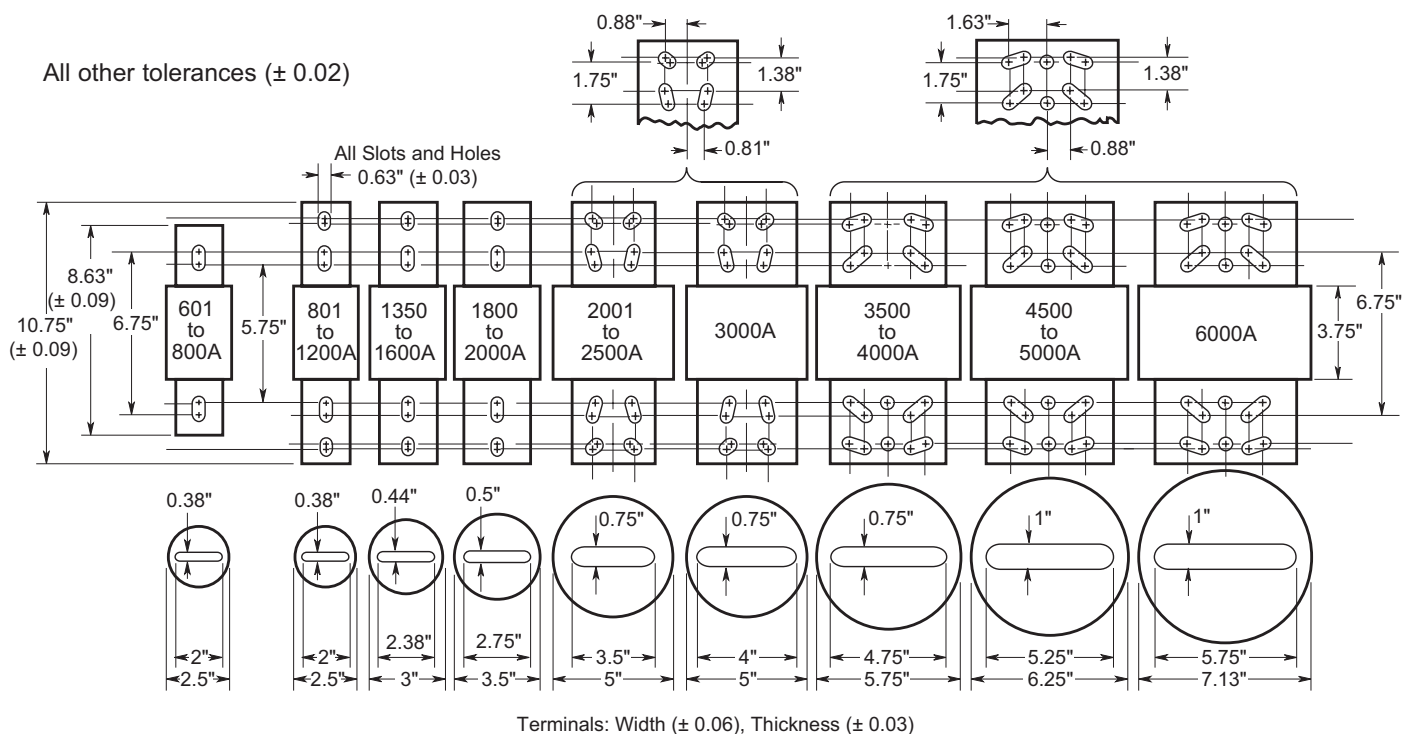 0.88"
1.63"
All other tolerances (± 0.02)
1.75"
1.38"
1.75"
1.38"
0.81"
0.88"
All Slots and Holes
0.63" (± 0.03)
8.63"
(± 0.09)
10.75"
(± 0.09)
6.75"
5.75"
601
to
800A
801
to
1200A
1350
to
1600A
1800
to
2000A
2001
to
2500A
3000A
3500
to
4000A
4500
to
5000A
6000A
3.75"
6.75"
0.38"
0.38"
0.44"
0.5"
0.75"
0.75"
0.75"
1"
1"
2"
2.5"
2"
2.5"
2.38"
3"
2.75"
3.5"
3.5"
5"
4"
5"
4.75"
5.75"
5.25"
6.25"
5.75"
7.13"
Terminals: Width (± 0.06), Thickness (± 0.03)